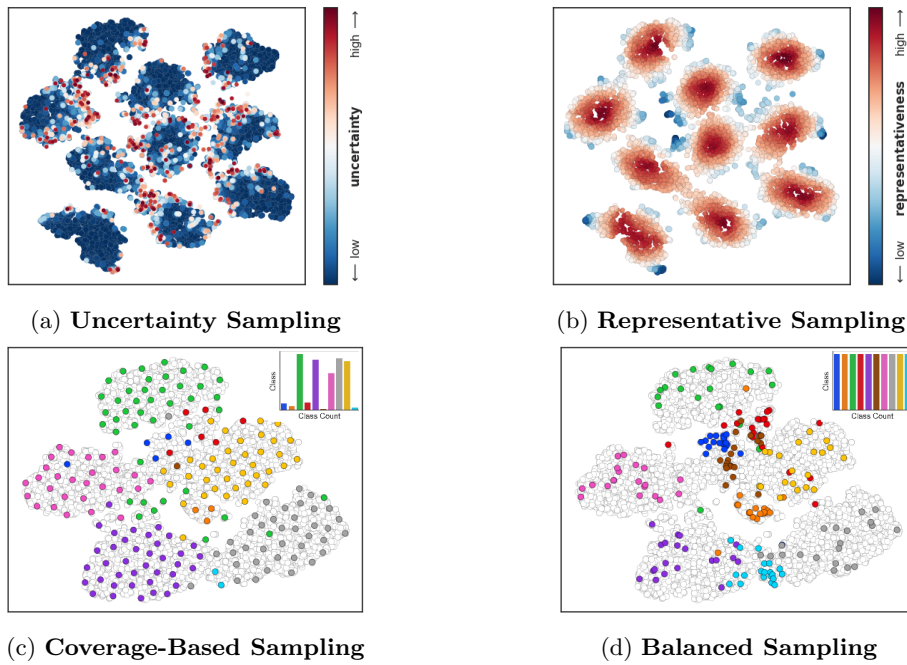 high →
uncertainty
← low
high →
representativeness
← low
(a) Uncertainty Sampling
(b) Representative Sampling
Class
Class Count
Class
Class Count
(c) Coverage-Based Sampling
(d) Balanced Sampling